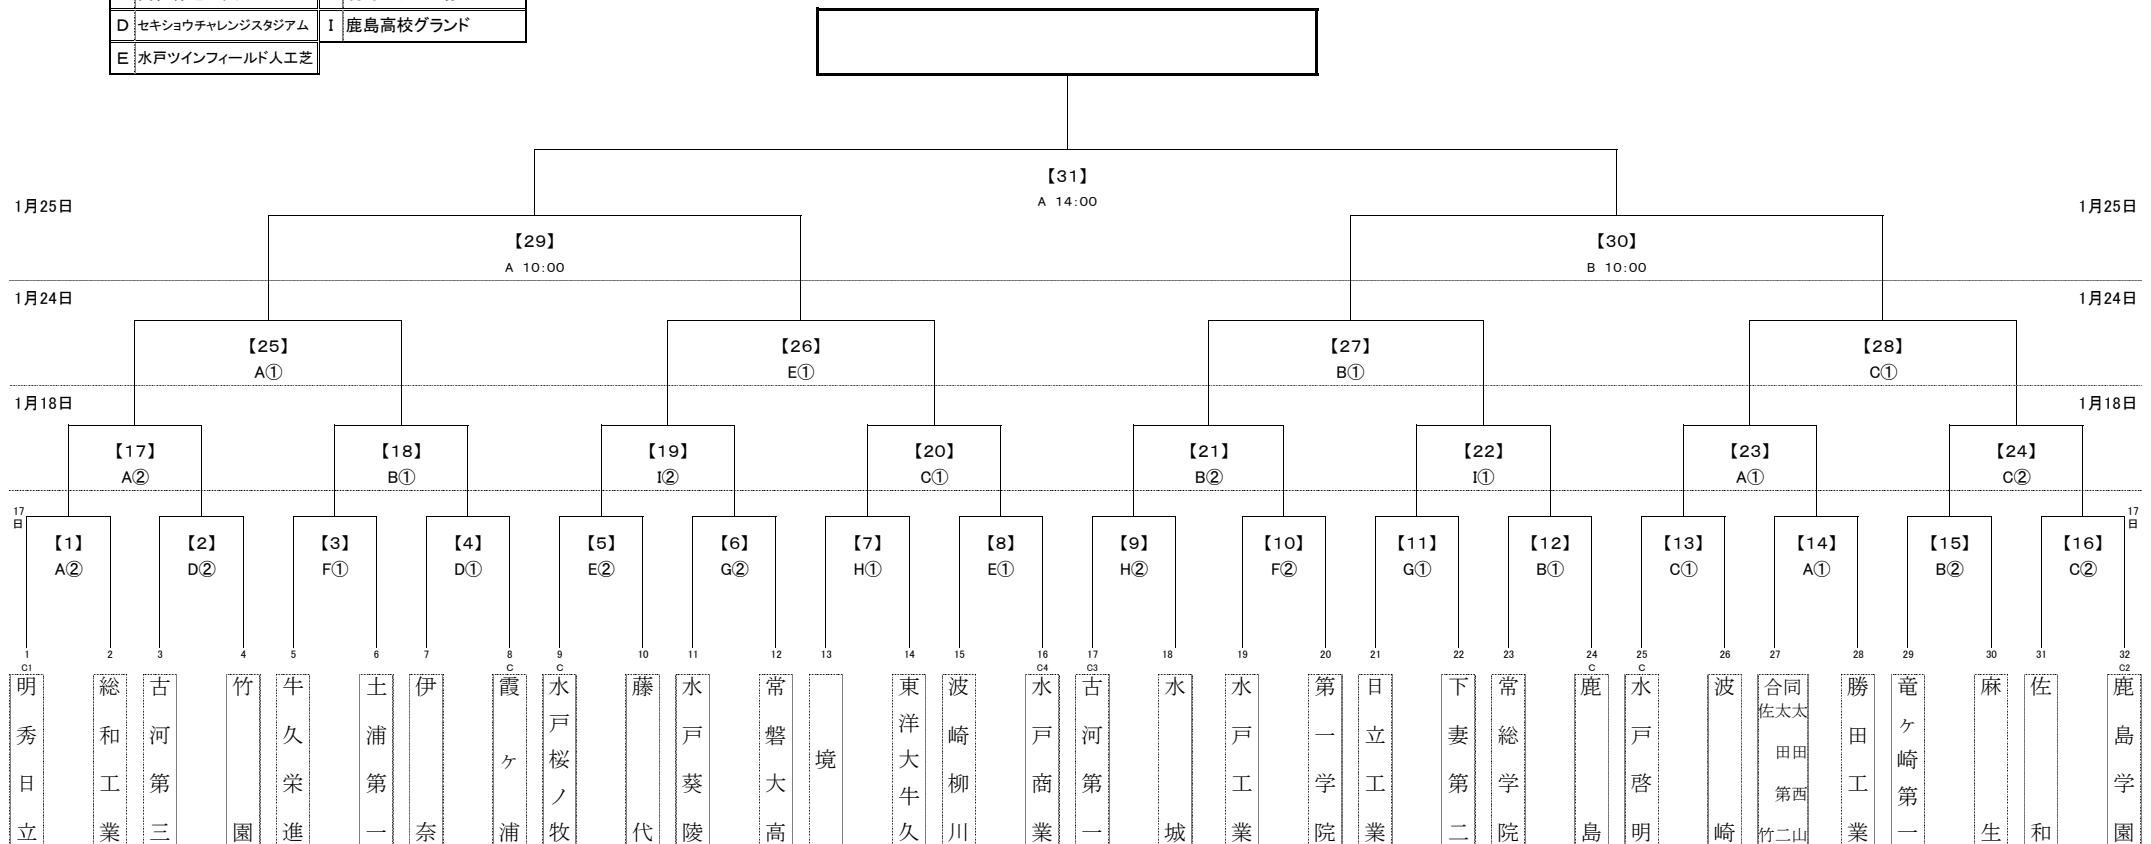 D セキショウチャレンジスタジアム I 鹿島高校グランド
E 水戸ツインフィールド人工芝
【31】
A 14:00
1月25日 1月25日
【29】 【30】
A 10:00 B 10:00
1月24日 1月24日
【25】 【26】 【27】 【28】
A① E① B① C①
1月18日 1月18日
【17】 【18】 【19】 【20】 【21】 【22】 【23】 【24】
A② B① I② C① B② I① A① C②
17日 17日
【1】 【2】 【3】 【4】 【5】 【6】 【7】 【8】 【9】 【10】 【11】 【12】 【13】 【14】 【15】 【16】
A② D② F① D① E② G② H① E① H② F② G① B① C① A① B② C②
1 2 3 4 5 6 7 8 9 10 11 12 13 14 15 16 17 18 19 20 21 22 23 24 25 26 27 28 29 30 31 32
C1 C C C4 C3 C C C2
明秀日立
総和工業
古河第三
竹園
牛久栄進
土浦第一
伊奈
霞ヶ浦
水戸桜ノ牧
藤代
水戸葵陵
常磐大高
境
東洋大牛久
波崎柳川
水戸商業
古河第一
水城
水戸工業
第一学院
日立工業
下妻第二
常総学院
鹿島
水戸啓明
波崎
合同
太田西山
太田第二
佐竹
勝田工業
竜ヶ崎第一
麻生
佐和
鹿島学園